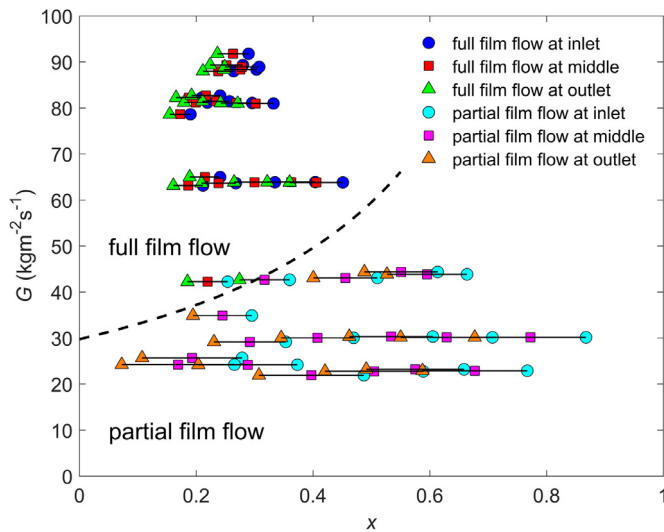 100
90
80
70
60
50
40
30
20
10
0
G (kgm-2s-1)
full film flow at inlet
full film flow at middle
full film flow at outlet
partial film flow at inlet
partial film flow at middle
partial film flow at outlet
full film flow
partial film flow
0 0.2 0.4 0.6 0.8 1
x